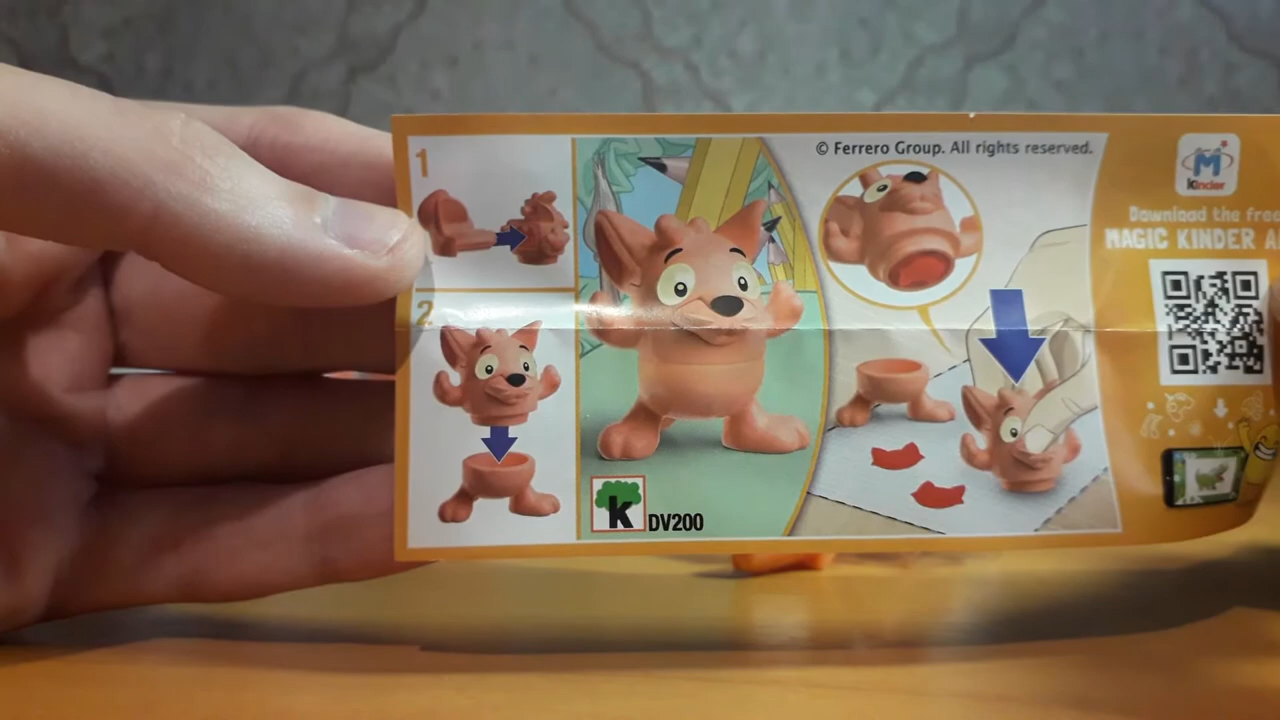 © Ferrero Group. All rights reserved.
1
2
k
DV200
M
Kinder
Download the free
MAGIC KINDER